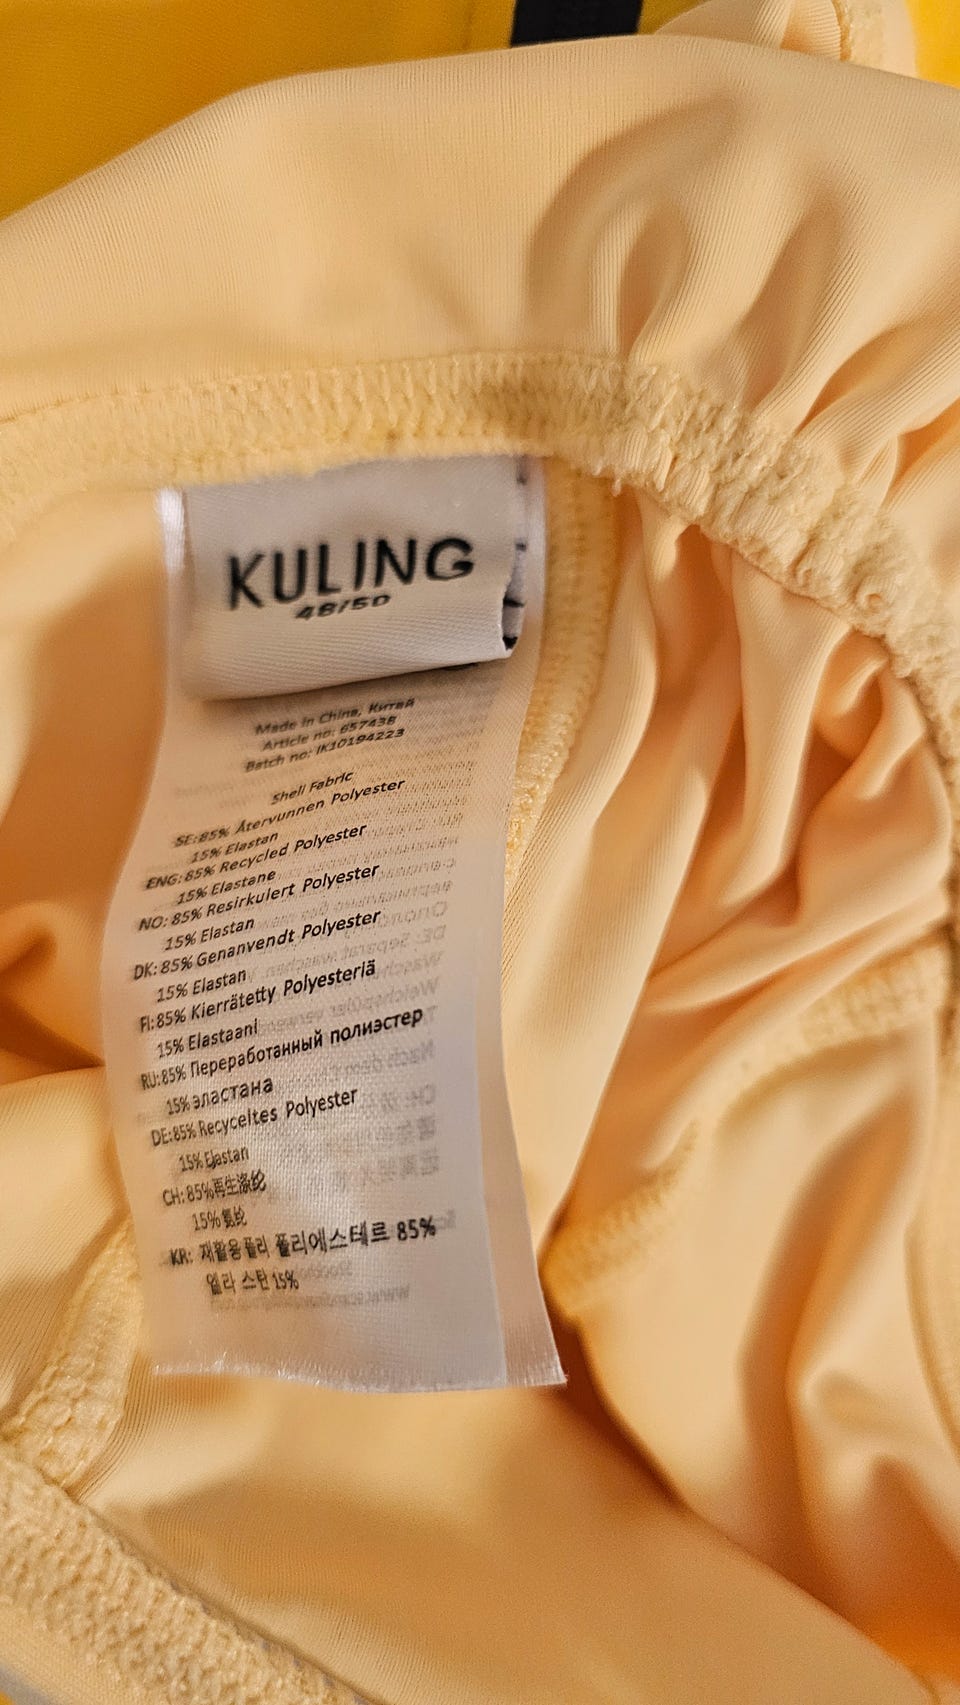 KULING
48/50
Made in China, Китай
Article no: 657438
Batch no: IK10194223
Shell Fabric
SE:85% Återvunnen Polyester
15% Elastan
ENG:85% Recycled Polyester
15% Elastane
NO: 85% Resirkulert Polyester
15% Elastan
DK:85% Genanvendt Polyester
15% Elastan
FI:85% Kierrätetty Polyesteriä
15% Elastaani
RU:85% Переработанный полиэстер
15% эластана
DE:85% Recyceltes Polyester
15% Elastan
CH:85%再生涤纶
15%氨纶
KR: 재활용폴리 폴리에스테르 85%
엘라 스탄 15%